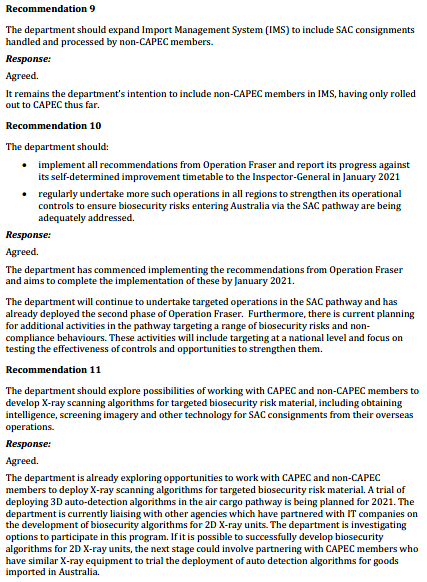 Recommendation 9
The department should expand Import Management System (IMS) to include SAC consignments
handled and processed by non-CAPEC members.
Response:
Agreed.
It remains the department's intention to include non-CAPEC members in IMS, having only rolled
out to CAPEC thus far.
Recommendation 10
The department should:
• implement all recommendations from Operation Fraser and report its progress against
its self-determined improvement timetable to the Inspector-General in January 2021
• regularly undertake more such operations in all regions to strengthen its operational
controls to ensure biosecurity risks entering Australia via the SAC pathway are being
adequately addressed.
Response:
Agreed.
The department has commenced implementing the recommendations from Operation Fraser
and aims to complete the implementation of these by January 2021.
The department will continue to undertake targeted operations in the SAC pathway and has
already deployed the second phase of Operation Fraser.  Furthermore, there is current planning
for additional activities in the pathway targeting a range of biosecurity risks and non-
compliance behaviours. These activities will include targeting at a national level and focus on
testing the effectiveness of controls and opportunities to strengthen them.
Recommendation 11
The department should explore possibilities of working with CAPEC and non-CAPEC members to
develop X-ray scanning algorithms for targeted biosecurity risk material, including obtaining
intelligence, screening imagery and other technology for SAC consignments from their overseas
operations.
Response:
Agreed.
The department is already exploring opportunities to work with CAPEC and non-CAPEC
members to deploy X-ray scanning algorithms for targeted biosecurity risk material. A trial of
deploying 3D auto-detection algorithms in the air cargo pathway is being planned for 2021. The
department is currently liaising with other agencies which have partnered with IT companies on
the development of biosecurity algorithms for 2D X-ray units. The department is investigating
options to participate in this program. If it is possible to successfully develop biosecurity
algorithms for 2D X-ray units, the next stage could involve partnering with CAPEC members who
have similar X-ray equipment to trial the deployment of auto detection algorithms for goods
imported in Australia.